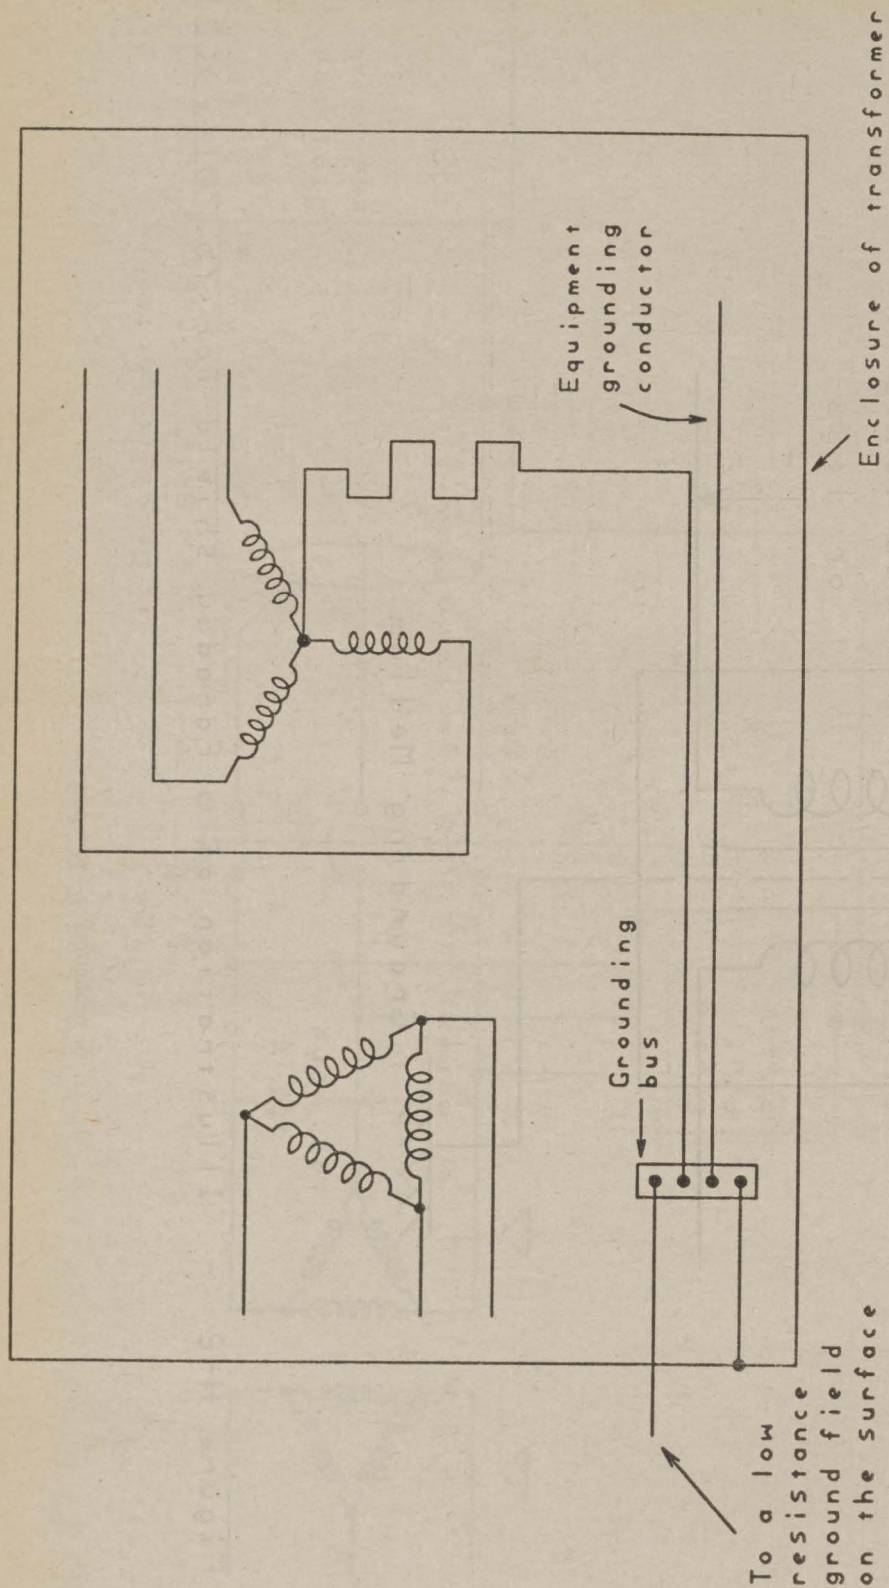 Equipment
grounding
conductor
Grounding
bus
To a low
resistance
ground field
on the surface
Enclosure of transformer